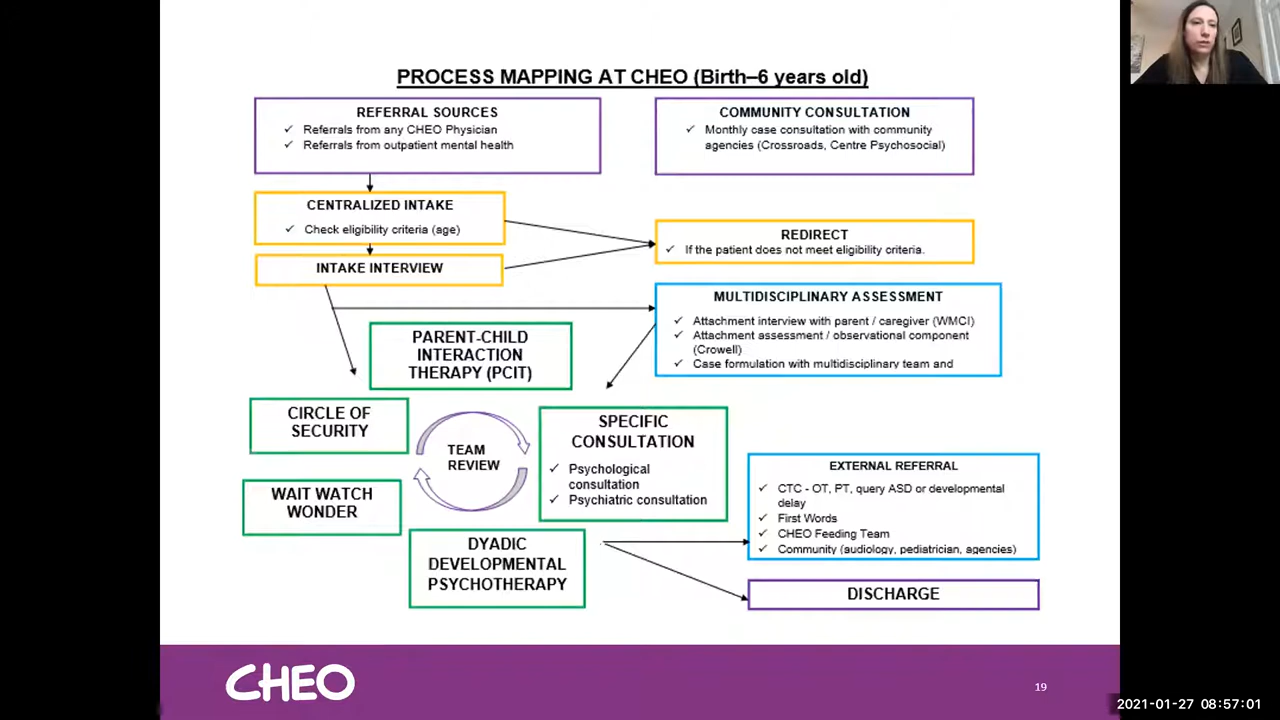 PROCESS MAPPING AT CHEO (Birth–6 years old)
REFERRAL SOURCES
✓ Referrals from any CHEO Physician
✓ Referrals from outpatient mental health
COMMUNITY CONSULTATION
✓ Monthly case consultation with community
agencies (Crossroads, Centre Psychosocial)
CENTRALIZED INTAKE
✓ Check eligibility criteria (age)
REDIRECT
✓ If the patient does not meet eligibility criteria.
INTAKE INTERVIEW
MULTIDISCIPLINARY ASSESSMENT
✓ Attachment interview with parent / caregiver (WMCI)
✓ Attachment assessment / observational component
(Crowell)
✓ Case formulation with multidisciplinary team and
PARENT-CHILD
INTERACTION
THERAPY (PCIT)
CIRCLE OF
SECURITY
TEAM
REVIEW
SPECIFIC
CONSULTATION
✓ Psychological
consultation
✓ Psychiatric consultation
WAIT WATCH
WONDER
EXTERNAL REFERRAL
✓ CTC - OT, PT, query ASD or developmental
delay
✓ First Words
✓ CHEO Feeding Team
✓ Community (audiology, pediatrician, agencies)
DYADIC
DEVELOPMENTAL
PSYCHOTHERAPY
DISCHARGE
CHEO
19
2021-01-27 08:57:01